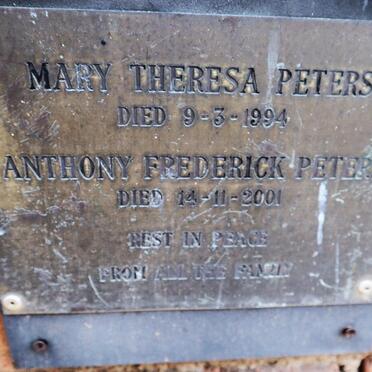 MARY THERESA PETERS
DIED 9-3-1994
ANTHONY FREDERICK PETER
DIED 14-11-2001
REST IN PEACE
FROM ALL THE FAMILY